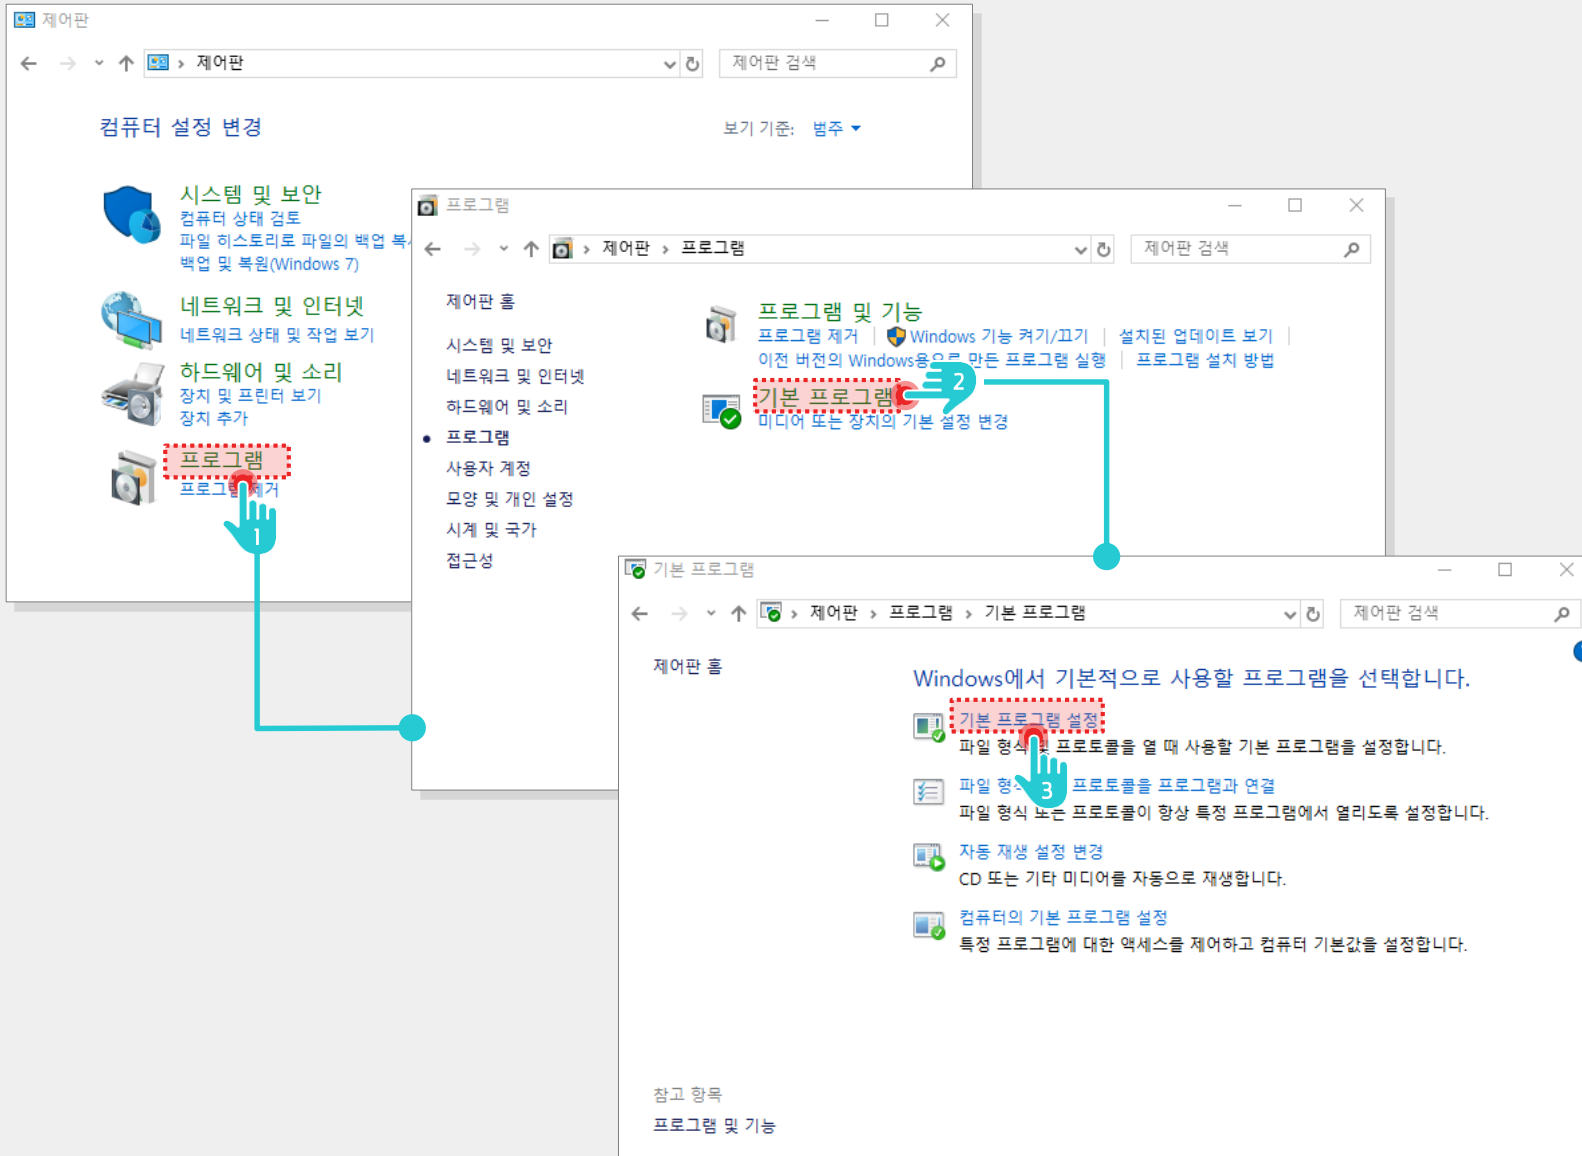 제어판
제어판
제어판 검색
컴퓨터 설정 변경
보기 기준: 범주
시스템 및 보안
컴퓨터 상태 검토
파일 히스토리로 파일의 백업
백업 및 복원(Windows 7)
네트워크 및 인터넷
네트워크 상태 및 작업 보기
하드웨어 및 소리
장치 및 프린터 보기
장치 추가
프로그램
프로그램 제거
1
프로그램
제어판 › 프로그램
제어판 검색
제어판 홈
시스템 및 보안
네트워크 및 인터넷
하드웨어 및 소리
프로그램
사용자 계정
모양 및 개인 설정
시계 및 국가
접근성
프로그램 및 기능
프로그램 제거 | Windows 기능 켜기/끄기 | 설치된 업데이트 보기
이전 버전의 Windows용으로 만든 프로그램 실행 | 프로그램 설치 방법
기본 프로그램
2
미디어 또는 장치의 기본 설정 변경
기본 프로그램
제어판 › 프로그램 › 기본 프로그램
제어판 검색
제어판 홈
Windows에서 기본적으로 사용할 프로그램을 선택합니다.
기본 프로그램 설정
파일 형식 및 프로토콜을 열 때 사용할 기본 프로그램을 설정합니다.
3
파일 형 프로토콜을 프로그램과 연결
파일 형식 또는 프로토콜이 항상 특정 프로그램에서 열리도록 설정합니다.
자동 재생 설정 변경
CD 또는 기타 미디어를 자동으로 재생합니다.
컴퓨터의 기본 프로그램 설정
특정 프로그램에 대한 액세스를 제어하고 컴퓨터 기본값을 설정합니다.
참고 항목
프로그램 및 기능